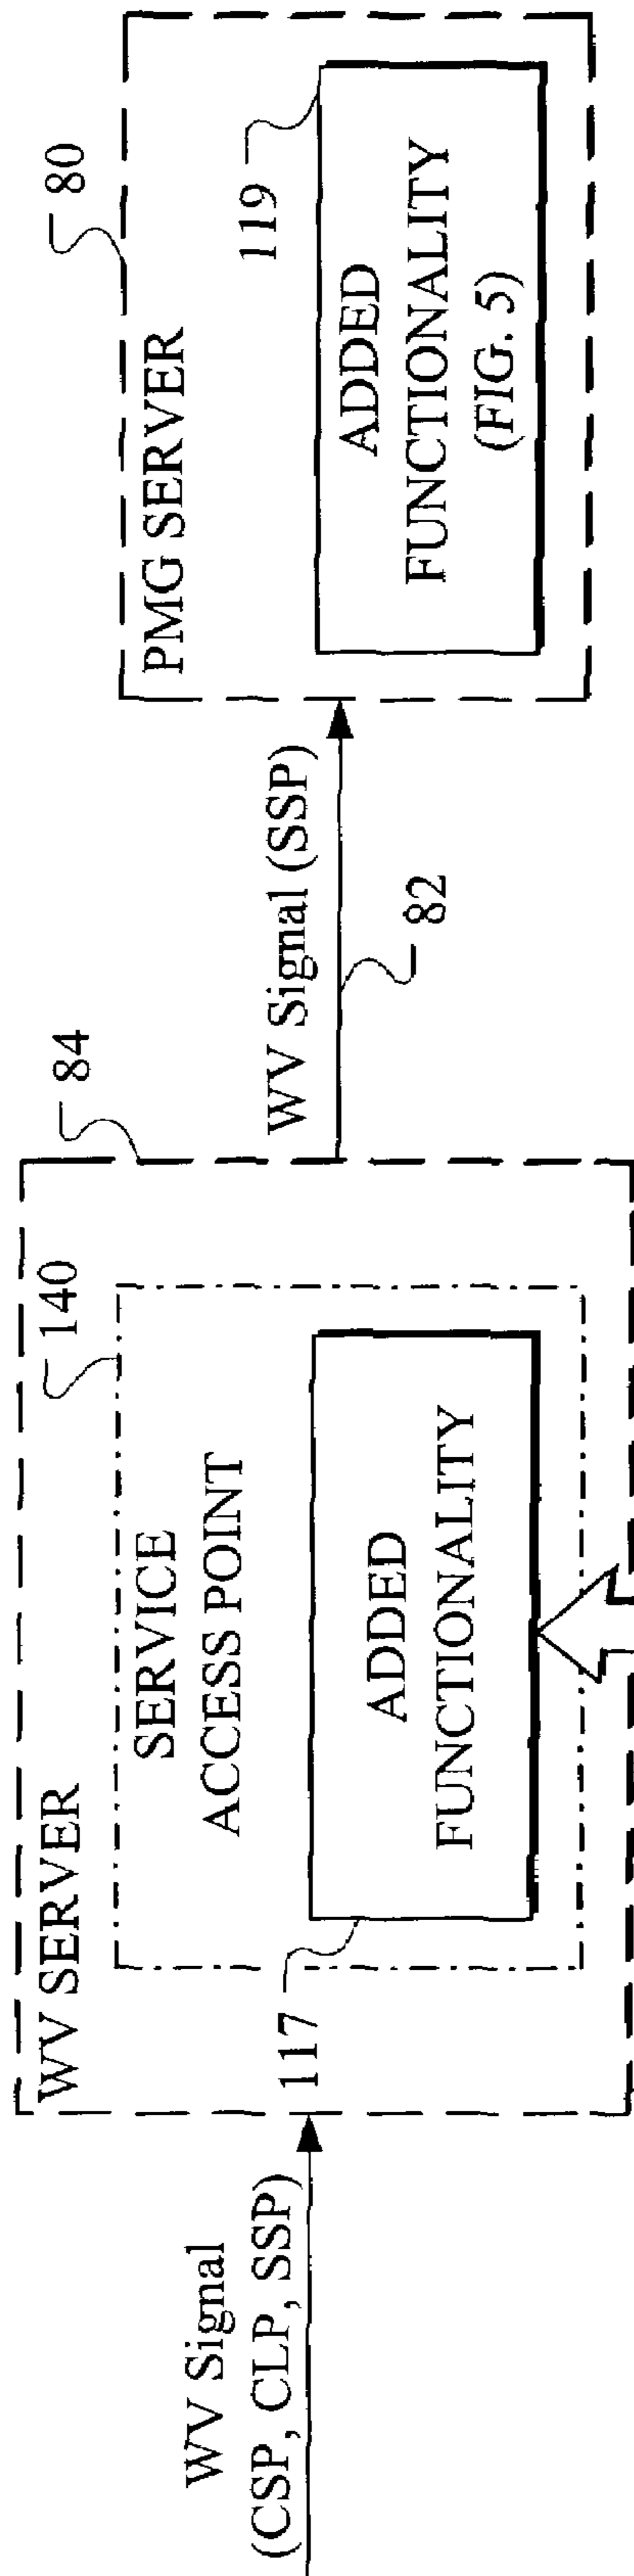 WV Signal
(CSP, CLP, SSP)
WV SERVER
84
140
SERVICE
ACCESS POINT
117
ADDED
FUNCTIONALITY
WV Signal (SSP)
82
PMG SERVER
80
119
ADDED
FUNCTIONALITY
(FIG. 5)